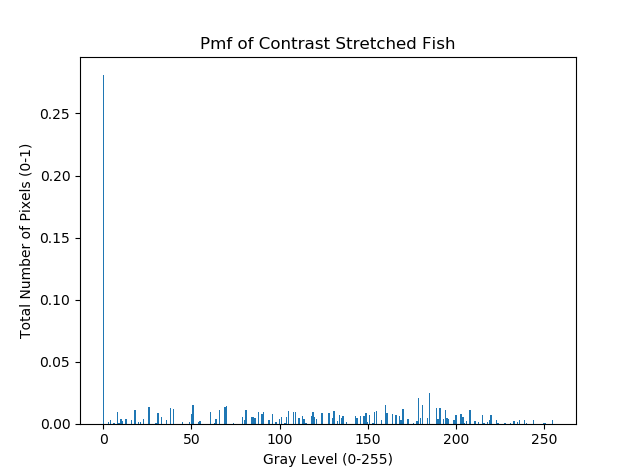 Pmf of Contrast Stretched Fish
Total Number of Pixels (0-1)
0.25
0.20
0.15
0.10
0.05
0.00
0 50 100 150 200 250
Gray Level (0-255)